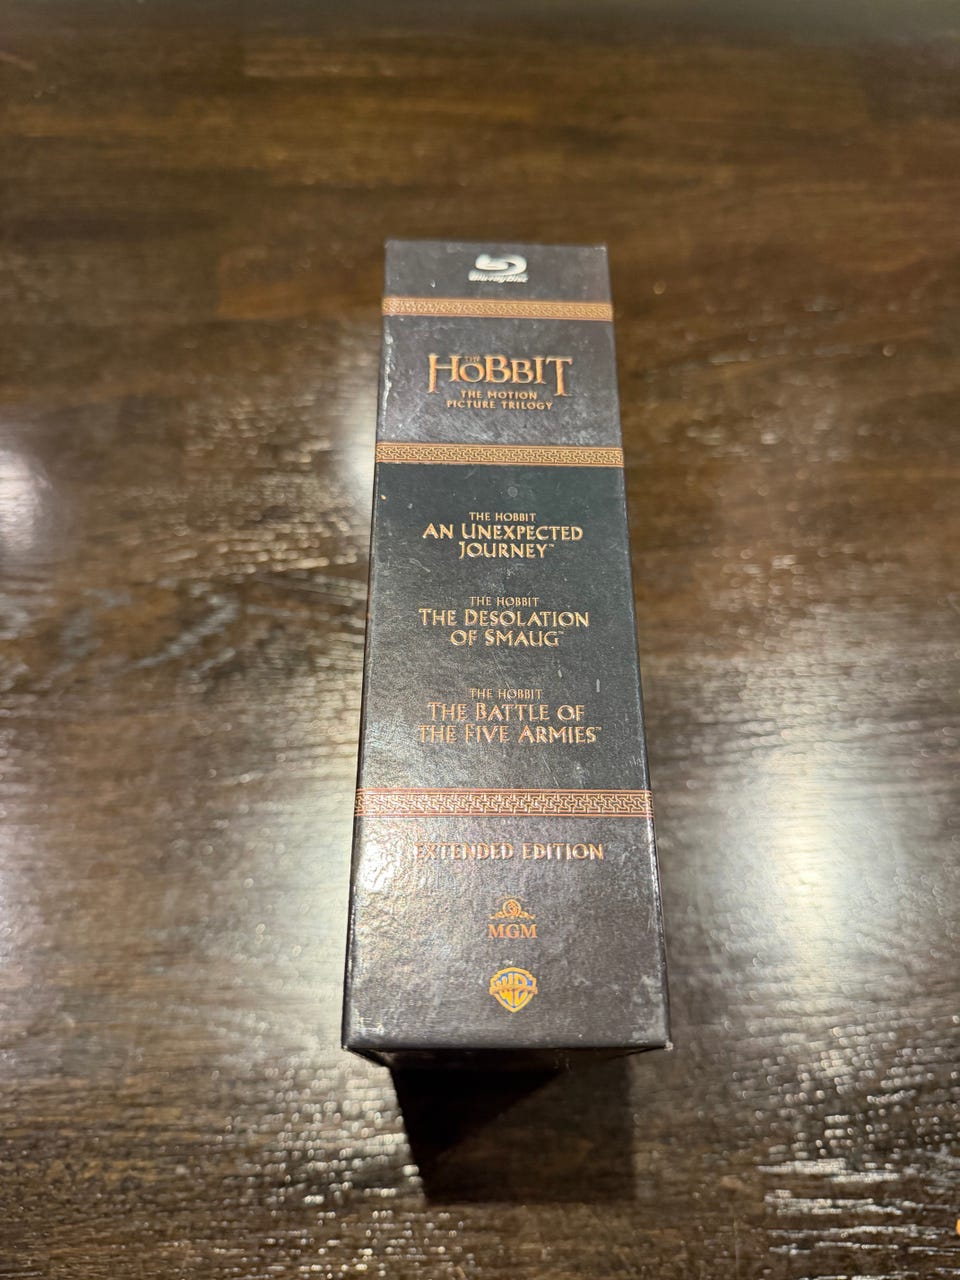 Blu-ray Disc
THE
HOBBIT
THE MOTION
PICTURE TRILOGY
THE HOBBIT
AN UNEXPECTED
JOURNEY™
THE HOBBIT
THE DESOLATION
OF SMAUG™
THE HOBBIT
THE BATTLE OF
THE FIVE ARMIES™
EXTENDED EDITION
MGM
WB